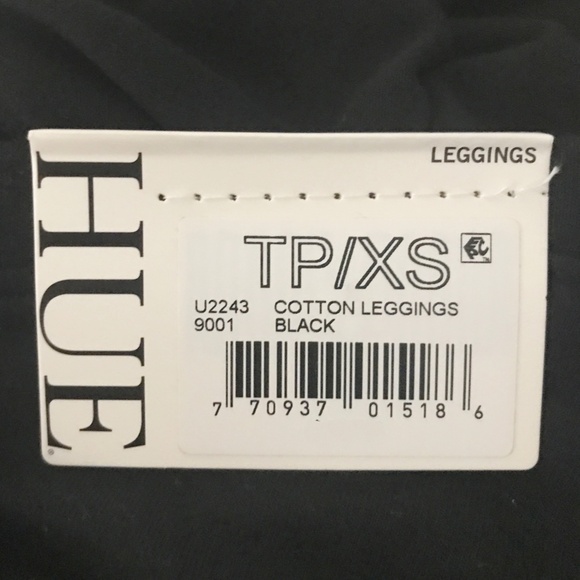 HUE
LEGGINGS
TP/XS
U2243 COTTON LEGGINGS
9001 BLACK
7 70937 01518 6